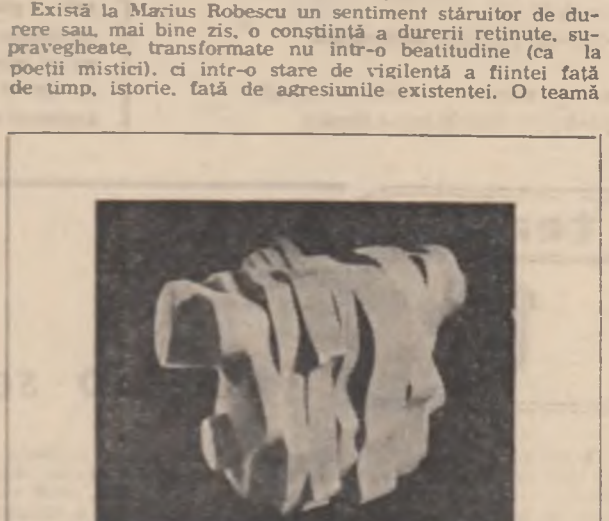 Există la Marius Robescu un sentiment stăruitor de du-
rere sau, mai bine zis, o conștiință a durerii reținute, su-
pravegheate, transformate nu într-o beatitudine (ca la
poeții mistici), ci într-o stare de vigilență a ființei față
de timp, istorie, față de agresiunile existenței. O teamă